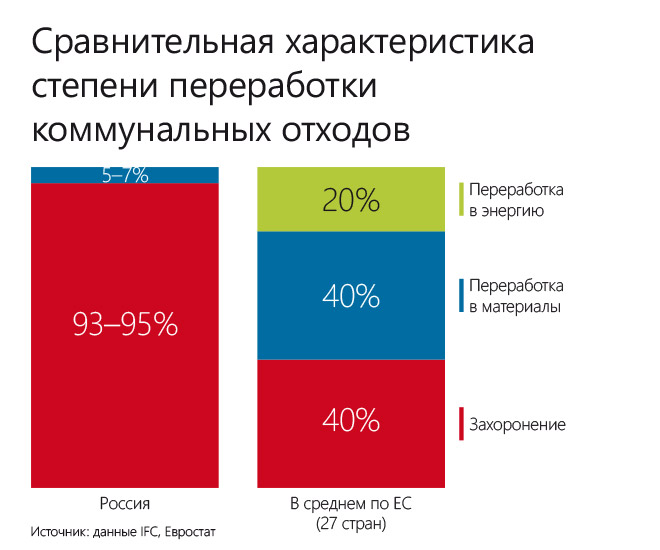 Сравнительная характеристика
степени переработки
коммунальных отходов
5–7%
93–95%
20%
40%
40%
Переработка
в энергию
Переработка
в материалы
Захоронение
Россия
В среднем по ЕС
(27 стран)
Источник: данные IFC, Евростат